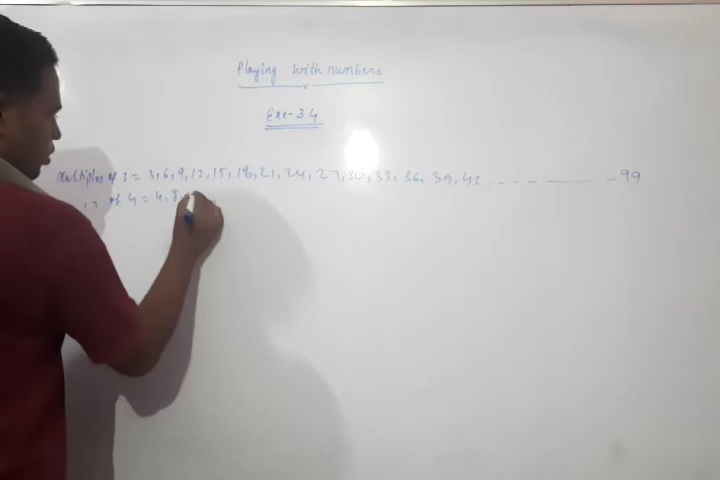 Playing with numbers
Exe-3.4
Multiples of 3 = 3,6,9,12,15,18,21,24,27,30,33,36,39,42 ------99
,, of 4 = 4,8,